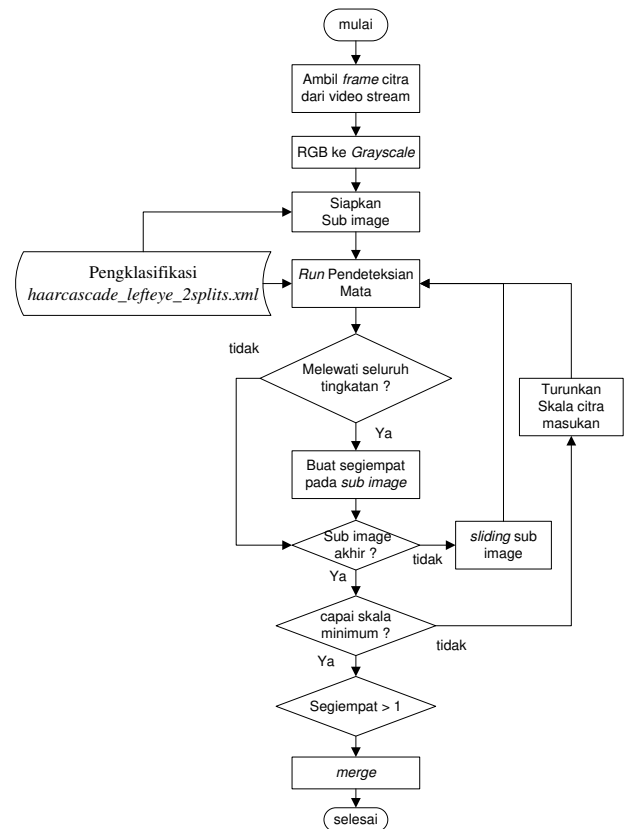 mulai
Ambil frame citra
dari video stream
RGB ke Grayscale
Siapkan
Sub image
Pengklasifikasi
haarcascade_lefteye_2splits.xml
Run Pendeteksian
Mata
tidak
Melewati seluruh
tingkatan ?
Turunkan
Skala citra
masukan
Ya
Buat segiempat
pada sub image
Sub image
akhir ?
tidak
sliding sub
image
Ya
capai skala
minimum ?
tidak
Ya
Segiempat > 1
merge
selesai